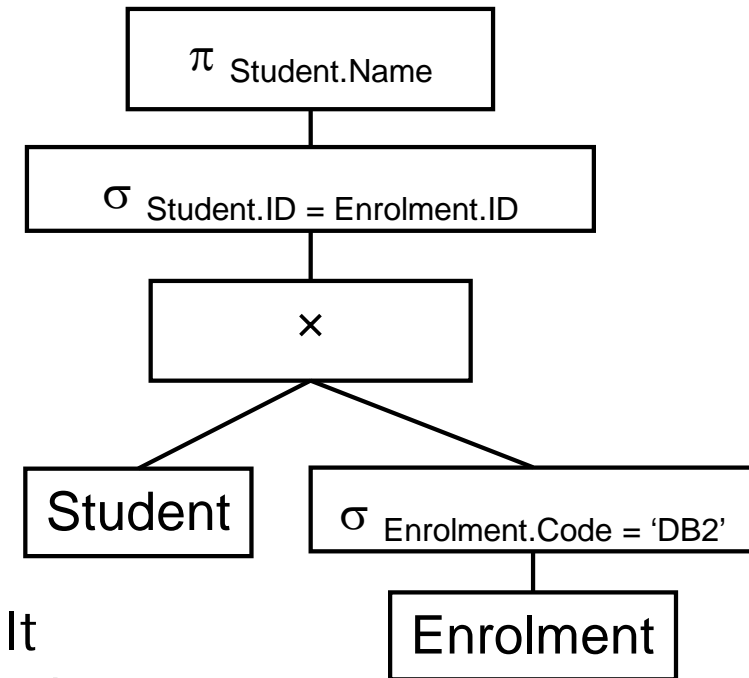 π Student.Name
σ Student.ID = Enrolment.ID
×
Student
σ Enrolment.Code = ‘DB2’
Enrolment
It